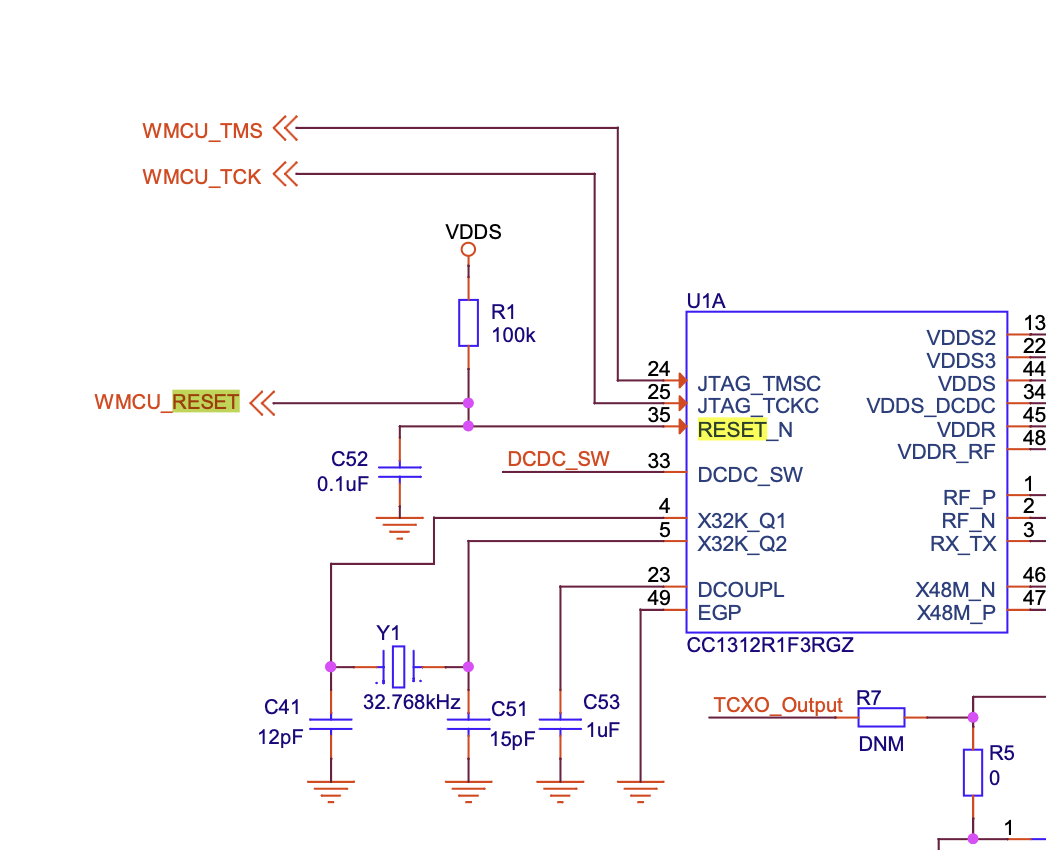 WMCU_TMS
WMCU_TCK
VDDS
R1
100k
WMCU_RESET
C52
0.1uF
DCDC_SW
U1A
24 JTAG_TMSC
25 JTAG_TCKC
35 RESET_N
33 DCDC_SW
4 X32K_Q1
5 X32K_Q2
23 DCOUPL
49 EGP
VDDS2 13
VDDS3 22
VDDS 44
VDDS_DCDC 34
VDDR 45
VDDR_RF 48
RF_P 1
RF_N 2
RX_TX 3
X48M_N 46
X48M_P 47
CC1312R1F3RGZ
Y1
32.768kHz
C41
12pF
C51
15pF
C53
1uF
TCXO_Output
R7
DNM
R5
0
1